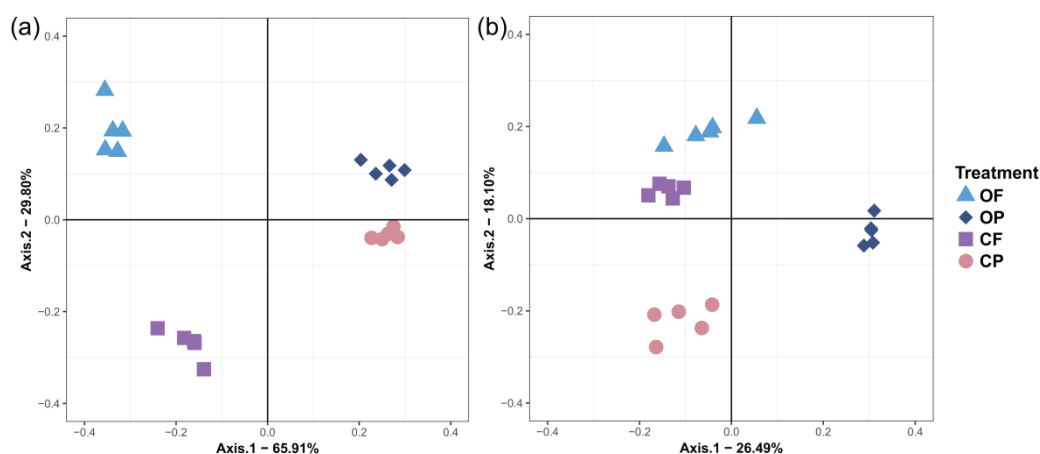 (a)
0.4
0.2
0.0
−0.2
−0.4
Axis.2 − 29.80%
−0.4
−0.2
0.0
0.2
0.4
Axis.1 − 65.91%
(b)
0.4
0.2
0.0
−0.2
−0.4
Axis.2 − 18.10%
−0.4
−0.2
0.0
0.2
0.4
Axis.1 − 26.49%
Treatment
OF
OP
CF
CP